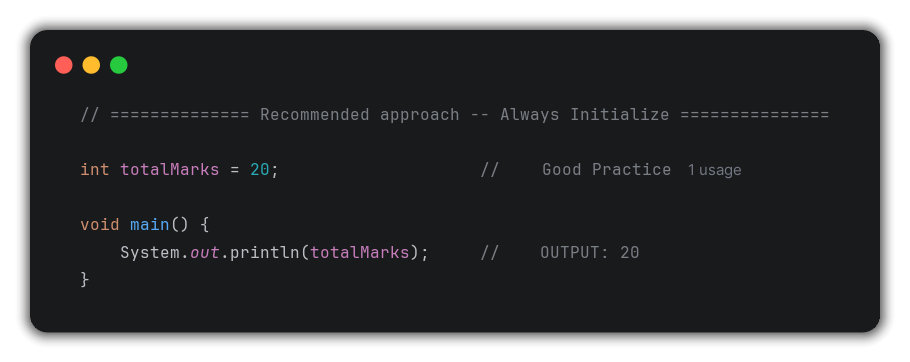 // ============== Recommended approach -- Always Initialize ===============
int totalMarks = 20; // Good Practice 1 usage
void main() {
System.out.println(totalMarks); // OUTPUT: 20
}